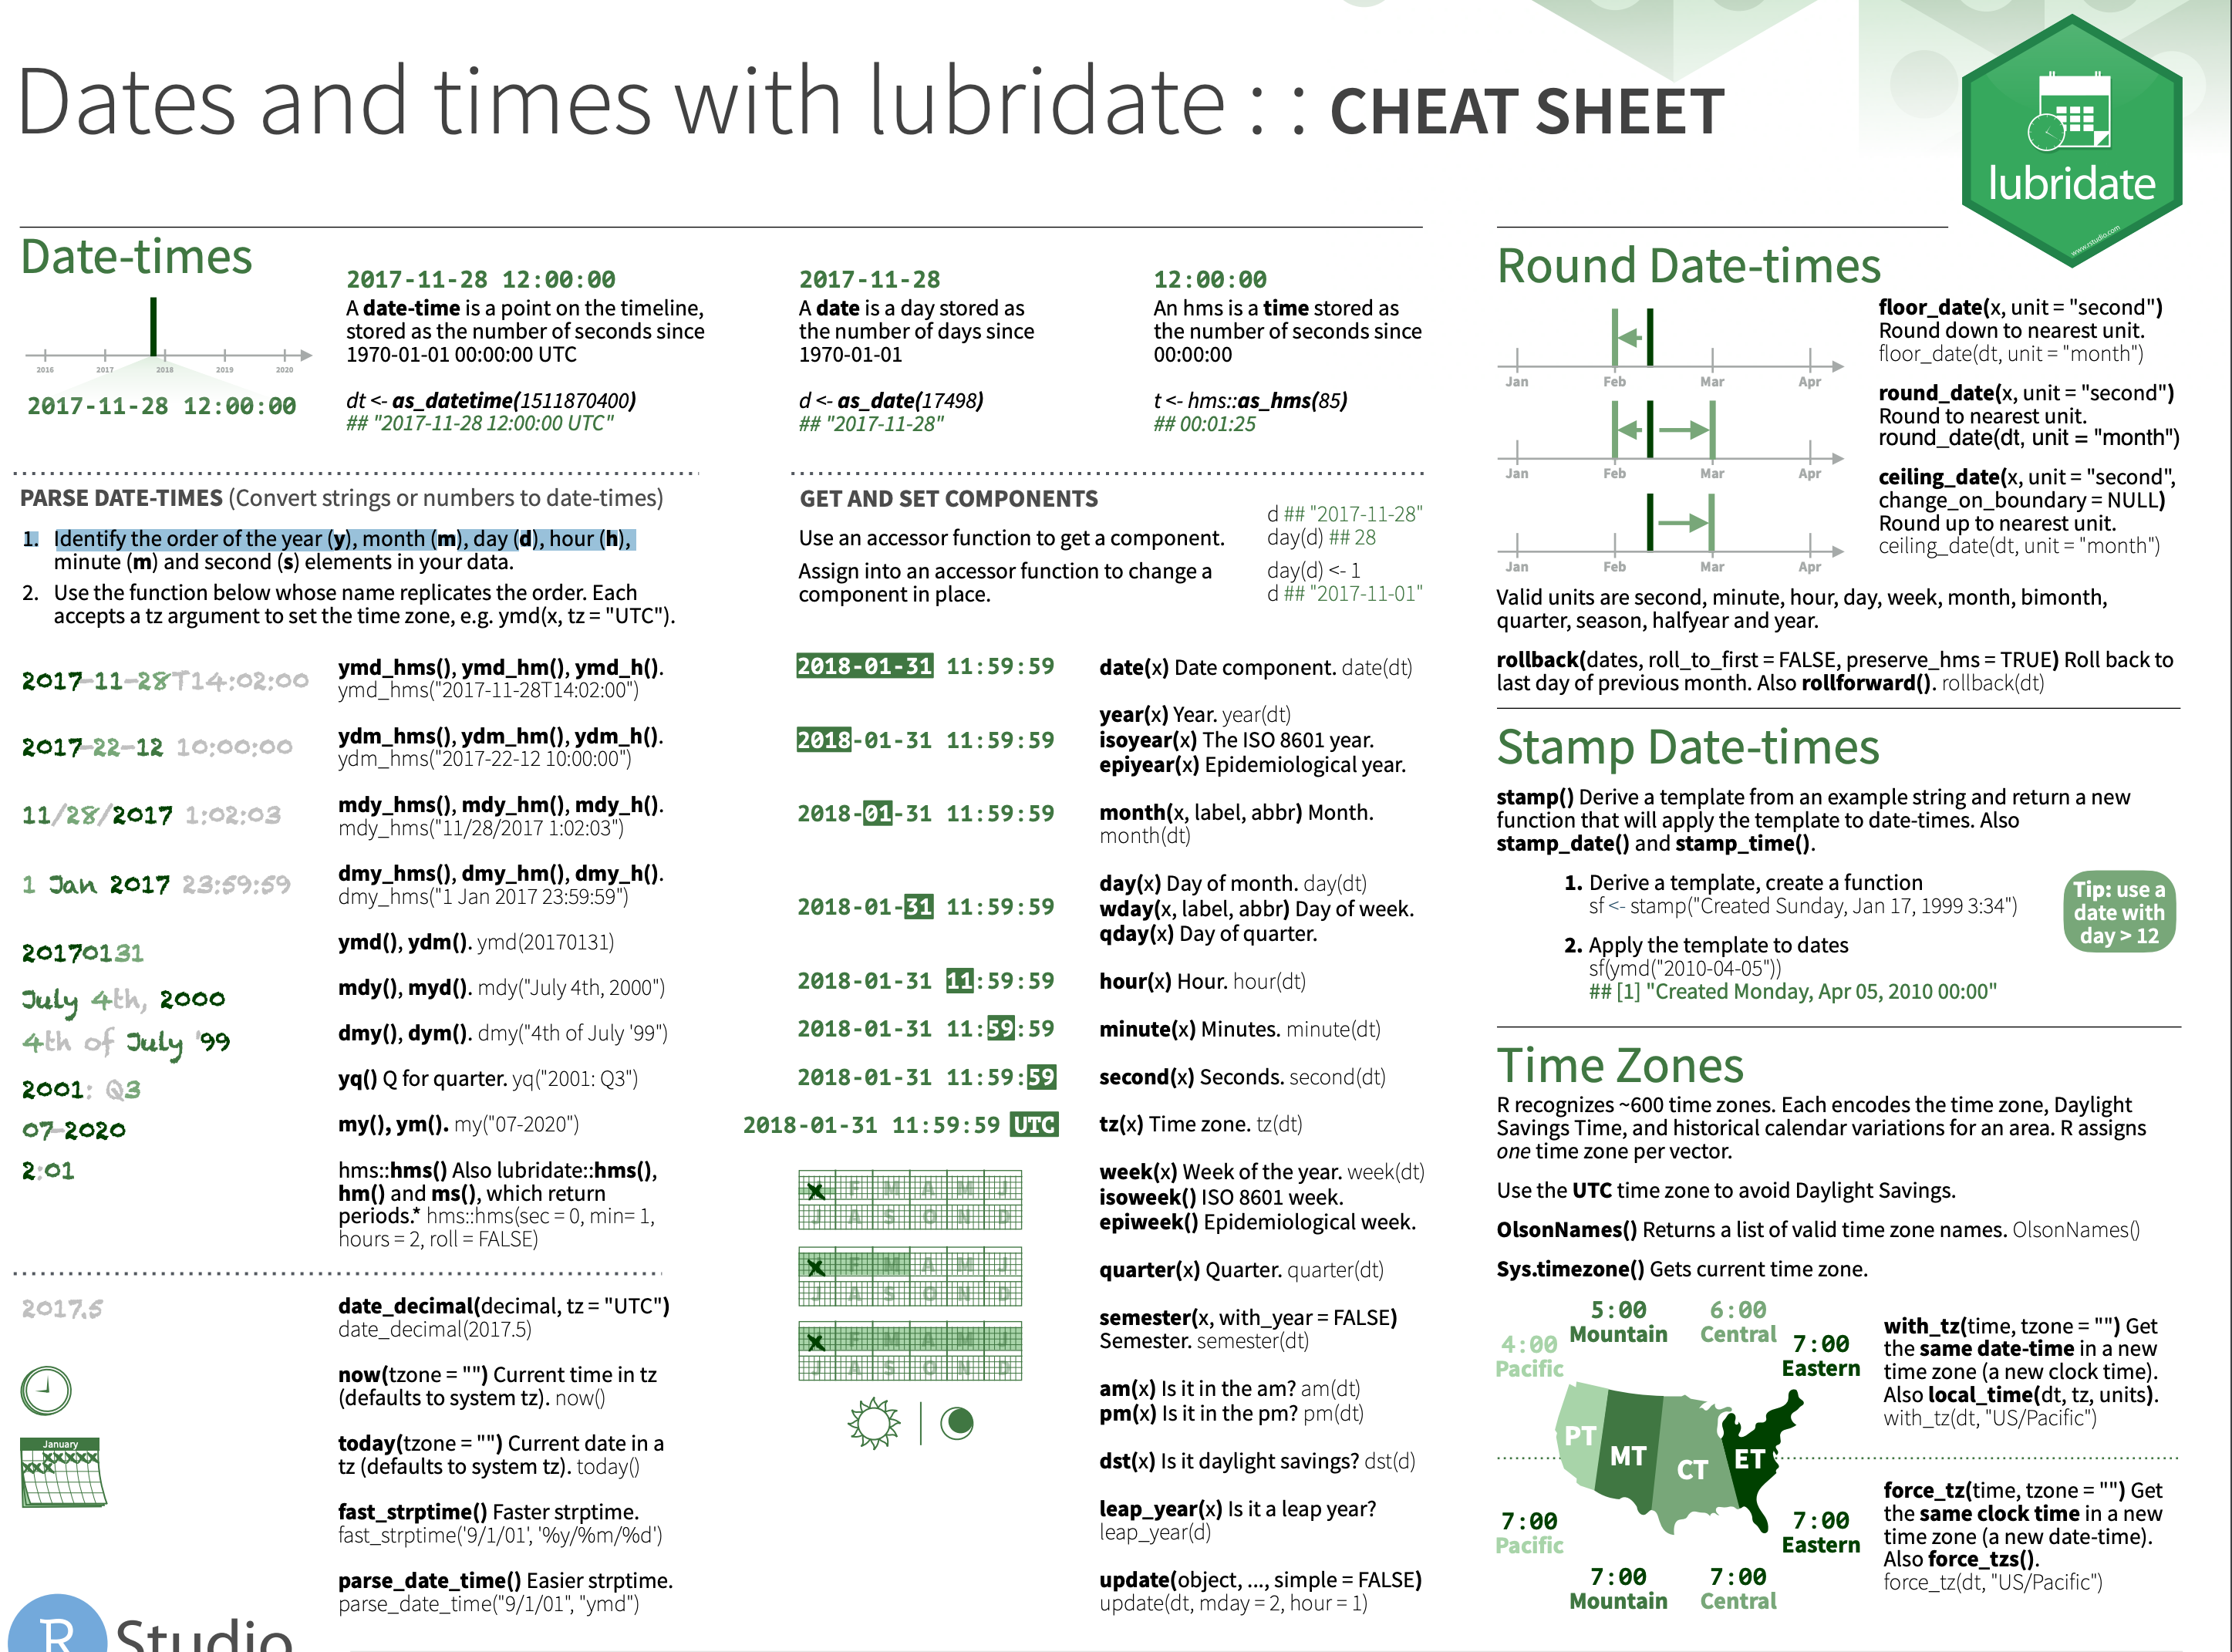 Dates and times with lubridate : : CHEAT SHEET
lubridate
www.rstudio.com
Date-times
2016 2017 2018 2019 2020
2017-11-28 12:00:00
2017-11-28 12:00:00
A date-time is a point on the timeline,
stored as the number of seconds since
1970-01-01 00:00:00 UTC
dt <- as_datetime(1511870400)
## "2017-11-28 12:00:00 UTC"
2017-11-28
A date is a day stored as
the number of days since
1970-01-01
d <- as_date(17498)
## "2017-11-28"
12:00:00
An hms is a time stored as
the number of seconds since
00:00:00
t <- hms::as_hms(85)
## 00:01:25
PARSE DATE-TIMES (Convert strings or numbers to date-times)
1. Identify the order of the year (y), month (m), day (d), hour (h),
minute (m) and second (s) elements in your data.
2. Use the function below whose name replicates the order. Each
accepts a tz argument to set the time zone, e.g. ymd(x, tz = "UTC").
2017-11-28T14:02:00
ymd_hms(), ymd_hm(), ymd_h().
ymd_hms("2017-11-28T14:02:00")
2017-22-12 10:00:00
ydm_hms(), ydm_hm(), ydm_h().
ydm_hms("2017-22-12 10:00:00")
11/28/2017 1:02:03
mdy_hms(), mdy_hm(), mdy_h().
mdy_hms("11/28/2017 1:02:03")
1 Jan 2017 23:59:59
dmy_hms(), dmy_hm(), dmy_h().
dmy_hms("1 Jan 2017 23:59:59")
20170131
ymd(), ydm(). ymd(20170131)
July 4th, 2000
mdy(), myd(). mdy("July 4th, 2000")
4th of July '99
dmy(), dym(). dmy("4th of July '99")
2001: Q3
yq() Q for quarter. yq("2001: Q3")
07-2020
my(), ym(). my("07-2020")
2:01
hms::hms() Also lubridate::hms(),
hm() and ms(), which return
periods.* hms::hms(sec = 0, min= 1,
hours = 2, roll = FALSE)
2017.5
date_decimal(decimal, tz = "UTC")
date_decimal(2017.5)
now(tzone = "") Current time in tz
(defaults to system tz). now()
January
today(tzone = "") Current date in a
tz (defaults to system tz). today()
fast_strptime() Faster strptime.
fast_strptime('9/1/01', '%y/%m/%d')
parse_date_time() Easier strptime.
parse_date_time("9/1/01", "ymd")
R Studio
GET AND SET COMPONENTS
Use an accessor function to get a component.
Assign into an accessor function to change a
component in place.
d ## "2017-11-28"
day(d) ## 28
day(d) <- 1
d ## "2017-11-01"
2018-01-31 11:59:59
date(x) Date component. date(dt)
2018-01-31 11:59:59
year(x) Year. year(dt)
isoyear(x) The ISO 8601 year.
epiyear(x) Epidemiological year.
2018-01-31 11:59:59
month(x, label, abbr) Month.
month(dt)
2018-01-31 11:59:59
day(x) Day of month. day(dt)
wday(x, label, abbr) Day of week.
qday(x) Day of quarter.
2018-01-31 11:59:59
hour(x) Hour. hour(dt)
2018-01-31 11:59:59
minute(x) Minutes. minute(dt)
2018-01-31 11:59:59
second(x) Seconds. second(dt)
2018-01-31 11:59:59 UTC
tz(x) Time zone. tz(dt)
x F M A M J
J A S O N D
week(x) Week of the year. week(dt)
isoweek() ISO 8601 week.
epiweek() Epidemiological week.
x F M A M J
J A S O N D
quarter(x) Quarter. quarter(dt)
x F M A M J
J A S O N D
semester(x, with_year = FALSE)
Semester. semester(dt)
am(x) Is it in the am? am(dt)
pm(x) Is it in the pm? pm(dt)
dst(x) Is it daylight savings? dst(d)
leap_year(x) Is it a leap year?
leap_year(d)
update(object, ..., simple = FALSE)
update(dt, mday = 2, hour = 1)
Round Date-times
Jan Feb Mar Apr
floor_date(x, unit = "second")
Round down to nearest unit.
floor_date(dt, unit = "month")
Jan Feb Mar Apr
round_date(x, unit = "second")
Round to nearest unit.
round_date(dt, unit = "month")
Jan Feb Mar Apr
ceiling_date(x, unit = "second",
change_on_boundary = NULL)
Round up to nearest unit.
ceiling_date(dt, unit = "month")
Valid units are second, minute, hour, day, week, month, bimonth,
quarter, season, halfyear and year.
rollback(dates, roll_to_first = FALSE, preserve_hms = TRUE) Roll back to
last day of previous month. Also rollforward(). rollback(dt)
Stamp Date-times
stamp() Derive a template from an example string and return a new
function that will apply the template to date-times. Also
stamp_date() and stamp_time().
1. Derive a template, create a function
sf <- stamp("Created Sunday, Jan 17, 1999 3:34")
2. Apply the template to dates
sf(ymd("2010-04-05"))
## [1] "Created Monday, Apr 05, 2010 00:00"
Tip: use a
date with
day > 12
Time Zones
R recognizes ~600 time zones. Each encodes the time zone, Daylight
Savings Time, and historical calendar variations for an area. R assigns
one time zone per vector.
Use the UTC time zone to avoid Daylight Savings.
OlsonNames() Returns a list of valid time zone names. OlsonNames()
Sys.timezone() Gets current time zone.
4:00
Pacific
5:00
Mountain
6:00
Central
7:00
Eastern
PT MT CT ET
7:00
Pacific
7:00
Mountain
7:00
Central
7:00
Eastern
with_tz(time, tzone = "") Get
the same date-time in a new
time zone (a new clock time).
Also local_time(dt, tz, units).
with_tz(dt, "US/Pacific")
force_tz(time, tzone = "") Get
the same clock time in a new
time zone (a new date-time).
Also force_tzs().
force_tz(dt, "US/Pacific")